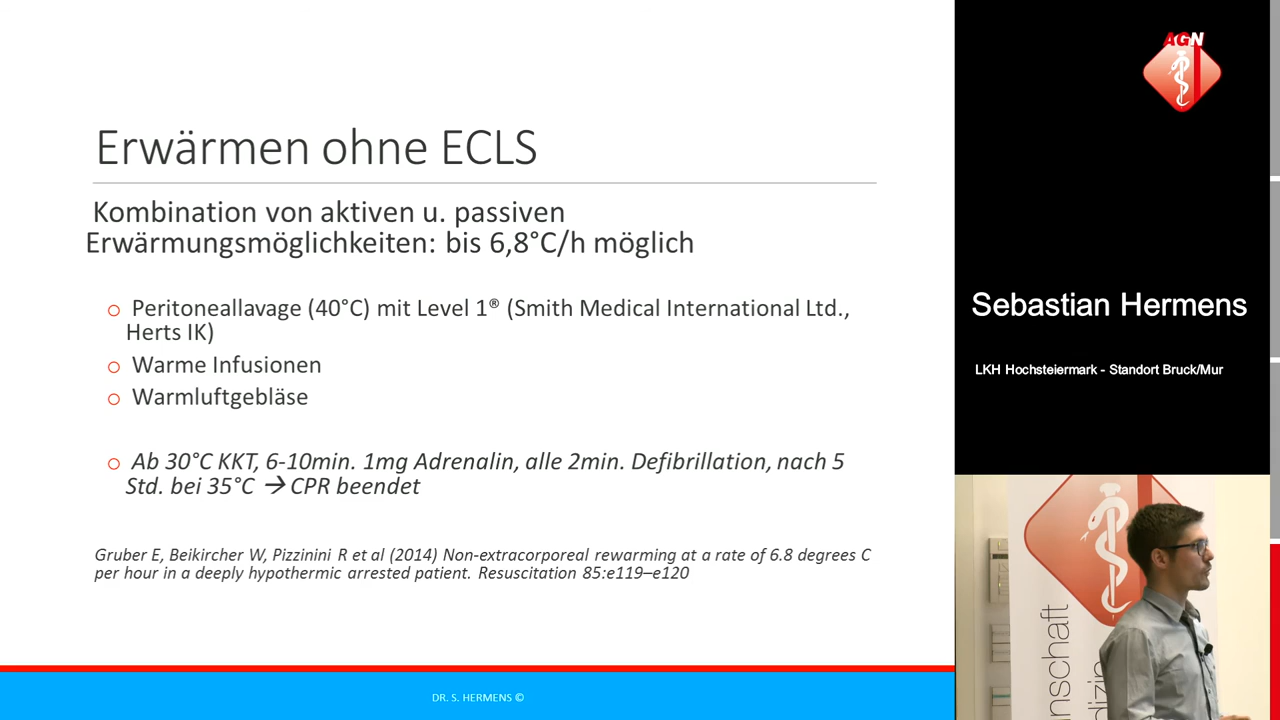 Erwärmen ohne ECLS
Kombination von aktiven u. passiven
Erwärmungsmöglichkeiten: bis 6,8°C/h möglich
o Peritoneallavage (40°C) mit Level 1® (Smith Medical International Ltd.,
Herts IK)
o Warme Infusionen
o Warmluftgebläse
o Ab 30°C KKT, 6-10min. 1mg Adrenalin, alle 2min. Defibrillation, nach 5
Std. bei 35°C → CPR beendet
Gruber E, Beikircher W, Pizzinini R et al (2014) Non-extracorporeal rewarming at a rate of 6.8 degrees C
per hour in a deeply hypothermic arrested patient. Resuscitation 85:e119–e120
DR. S. HERMENS ©
AGN
Sebastian Hermens
LKH Hochsteiermark - Standort Bruck/Mur
anschaft
dizin